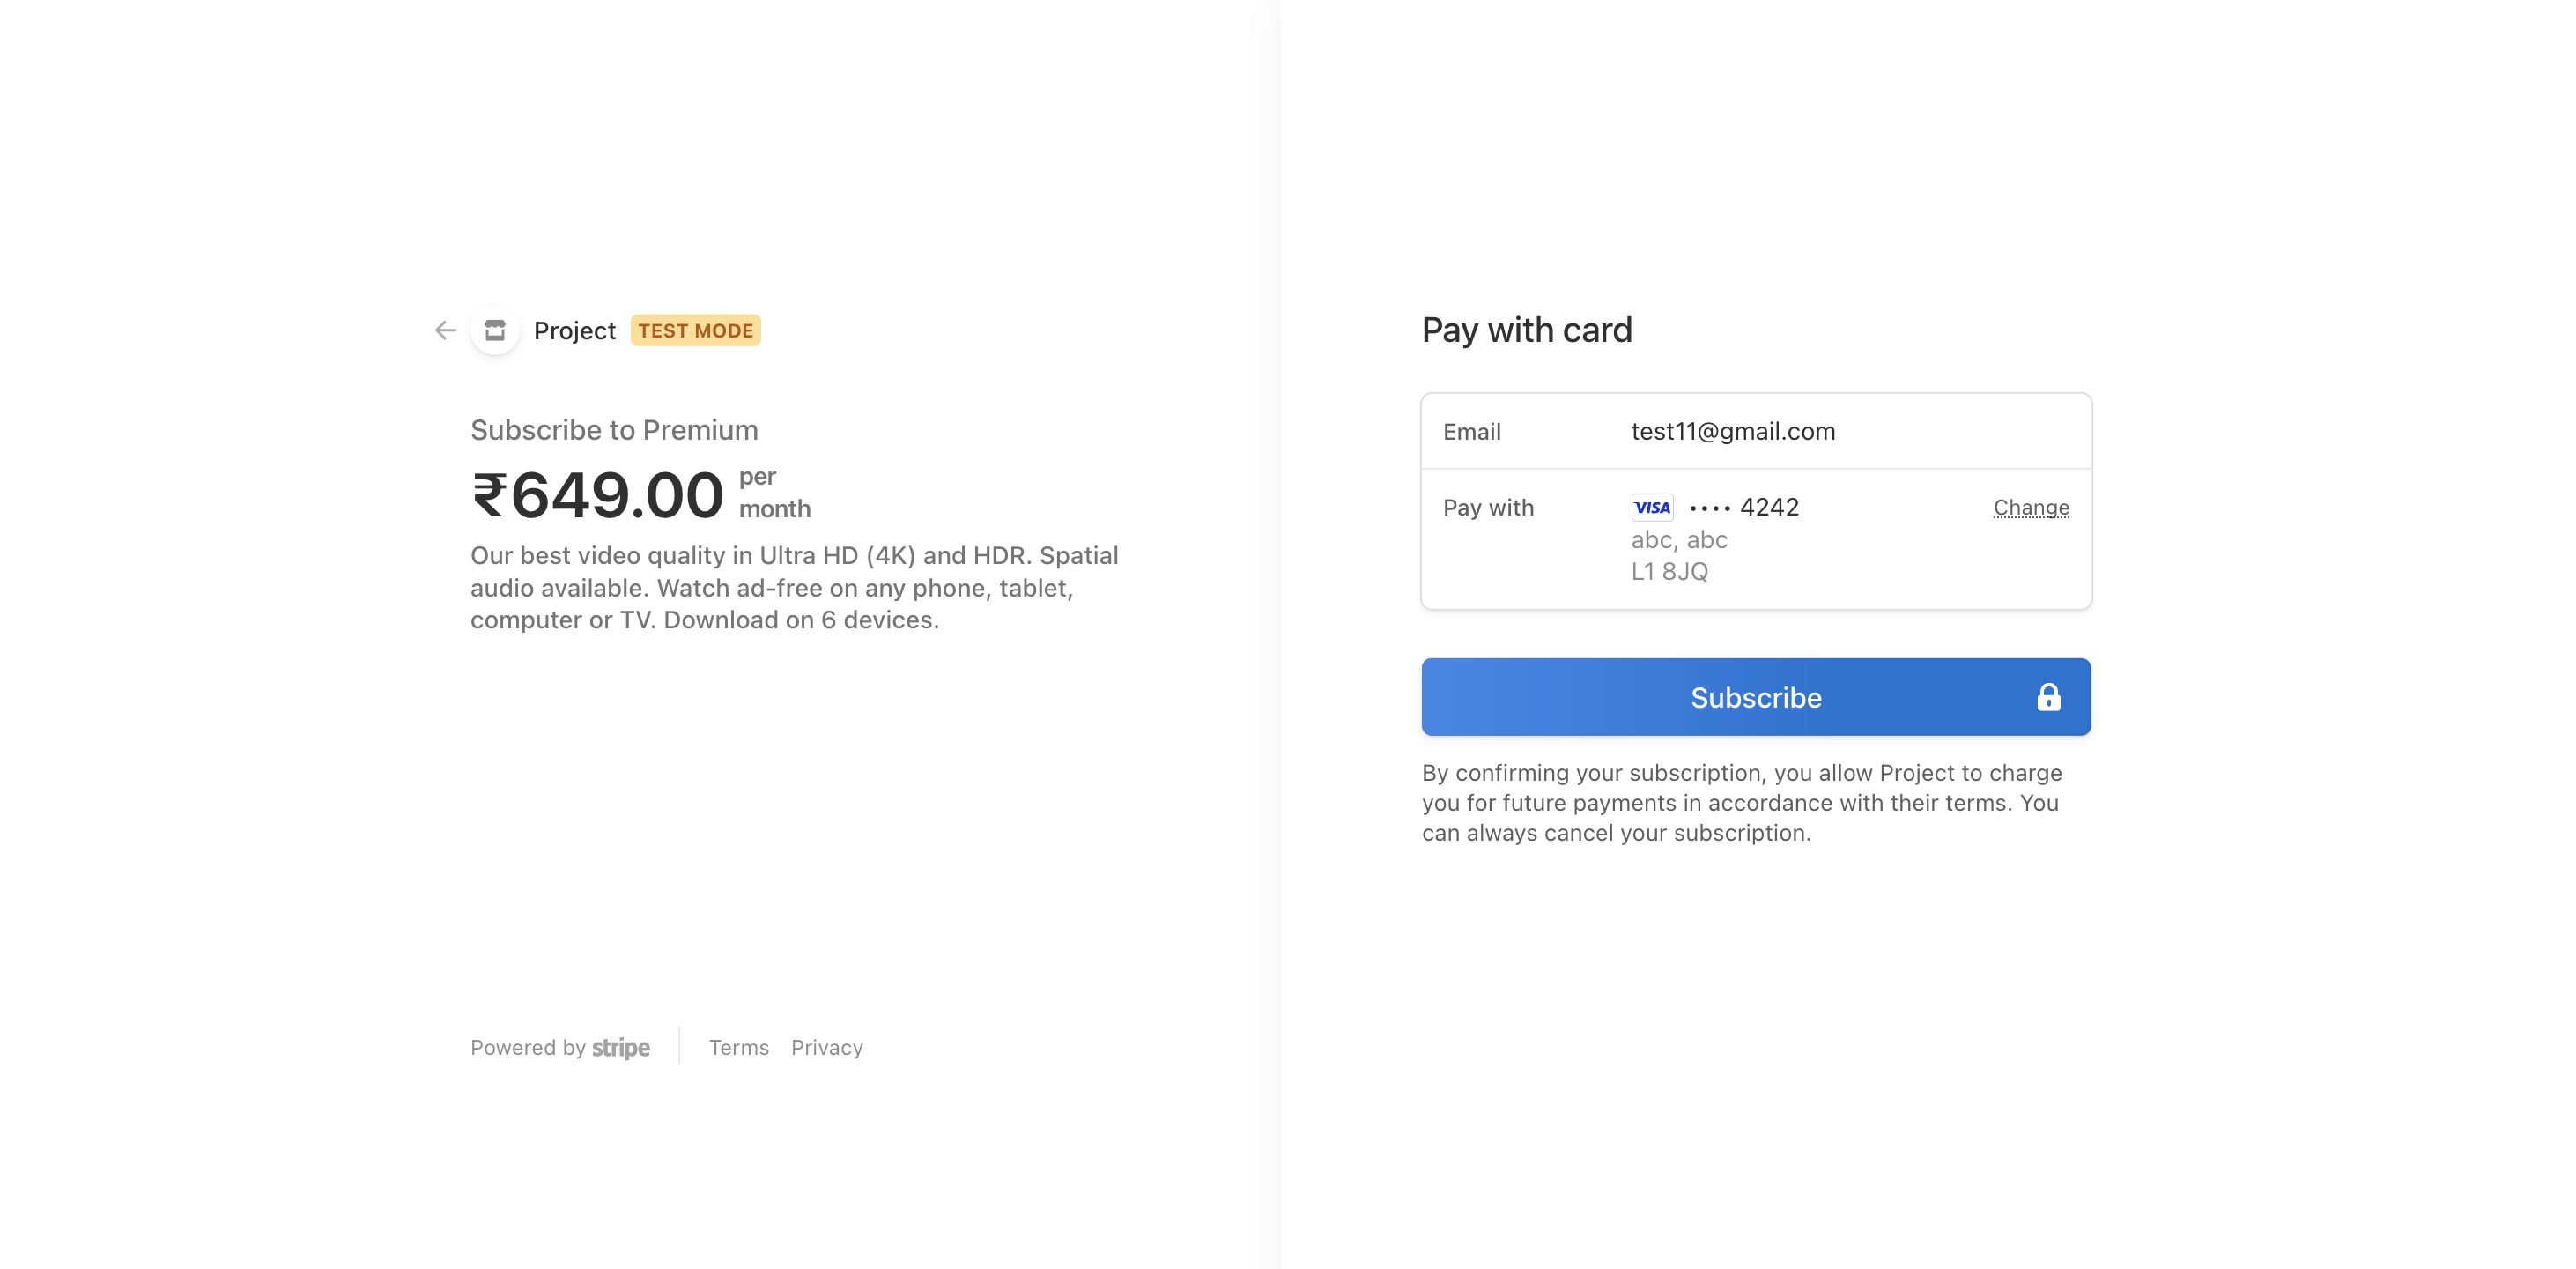 Project TEST MODE
Subscribe to Premium
₹649.00 per
month
Our best video quality in Ultra HD (4K) and HDR. Spatial
audio available. Watch ad-free on any phone, tablet,
computer or TV. Download on 6 devices.
Powered by stripe Terms Privacy
Pay with card
Email test11@gmail.com
Pay with VISA •••• 4242 Change
abc, abc
L1 8JQ
Subscribe
By confirming your subscription, you allow Project to charge
you for future payments in accordance with their terms. You
can always cancel your subscription.